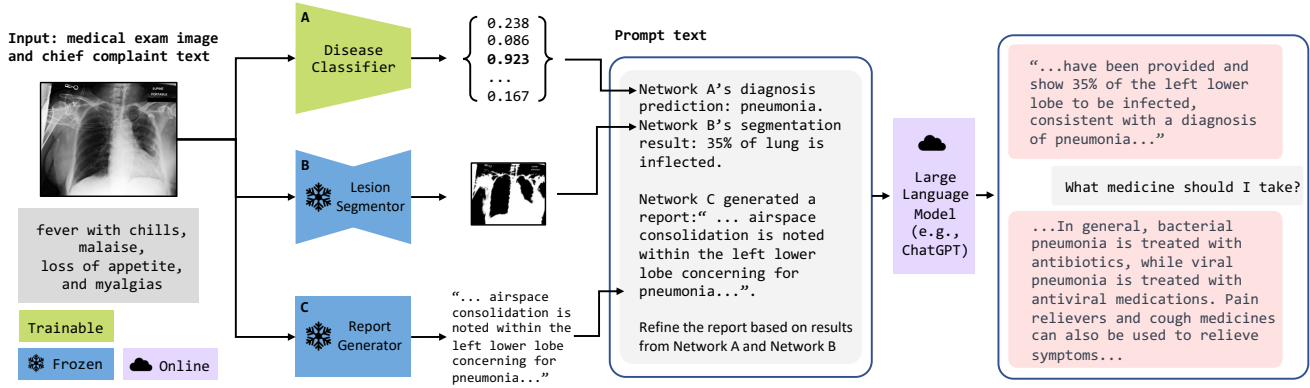 Input: medical exam image
and chief complaint text
fever with chills,
malaise,
loss of appetite,
and myalgias
Trainable
Frozen
Online
A
Disease
Classifier
B
Lesion
Segmentor
C
Report
Generator
0.238
0.086
0.923
...
0.167
“... airspace
consolidation is
noted within the
left lower lobe
concerning for
pneumonia...”
Prompt text
Network A’s diagnosis
prediction: pneumonia.
Network B’s segmentation
result: 35% of lung is
inflected.
Network C generated a
report:“ ... airspace
consolidation is noted
within the left lower
lobe concerning for
pneumonia...”.
Refine the report based on results
from Network A and Network B
Large
Language
Model
(e.g.,
ChatGPT)
“...have been provided and
show 35% of the left lower
lobe to be infected,
consistent with a diagnosis
of pneumonia...”
What medicine should I take?
...In general, bacterial
pneumonia is treated with
antibiotics, while viral
pneumonia is treated with
antiviral medications. Pain
relievers and cough medicines
can also be used to relieve
symptoms...